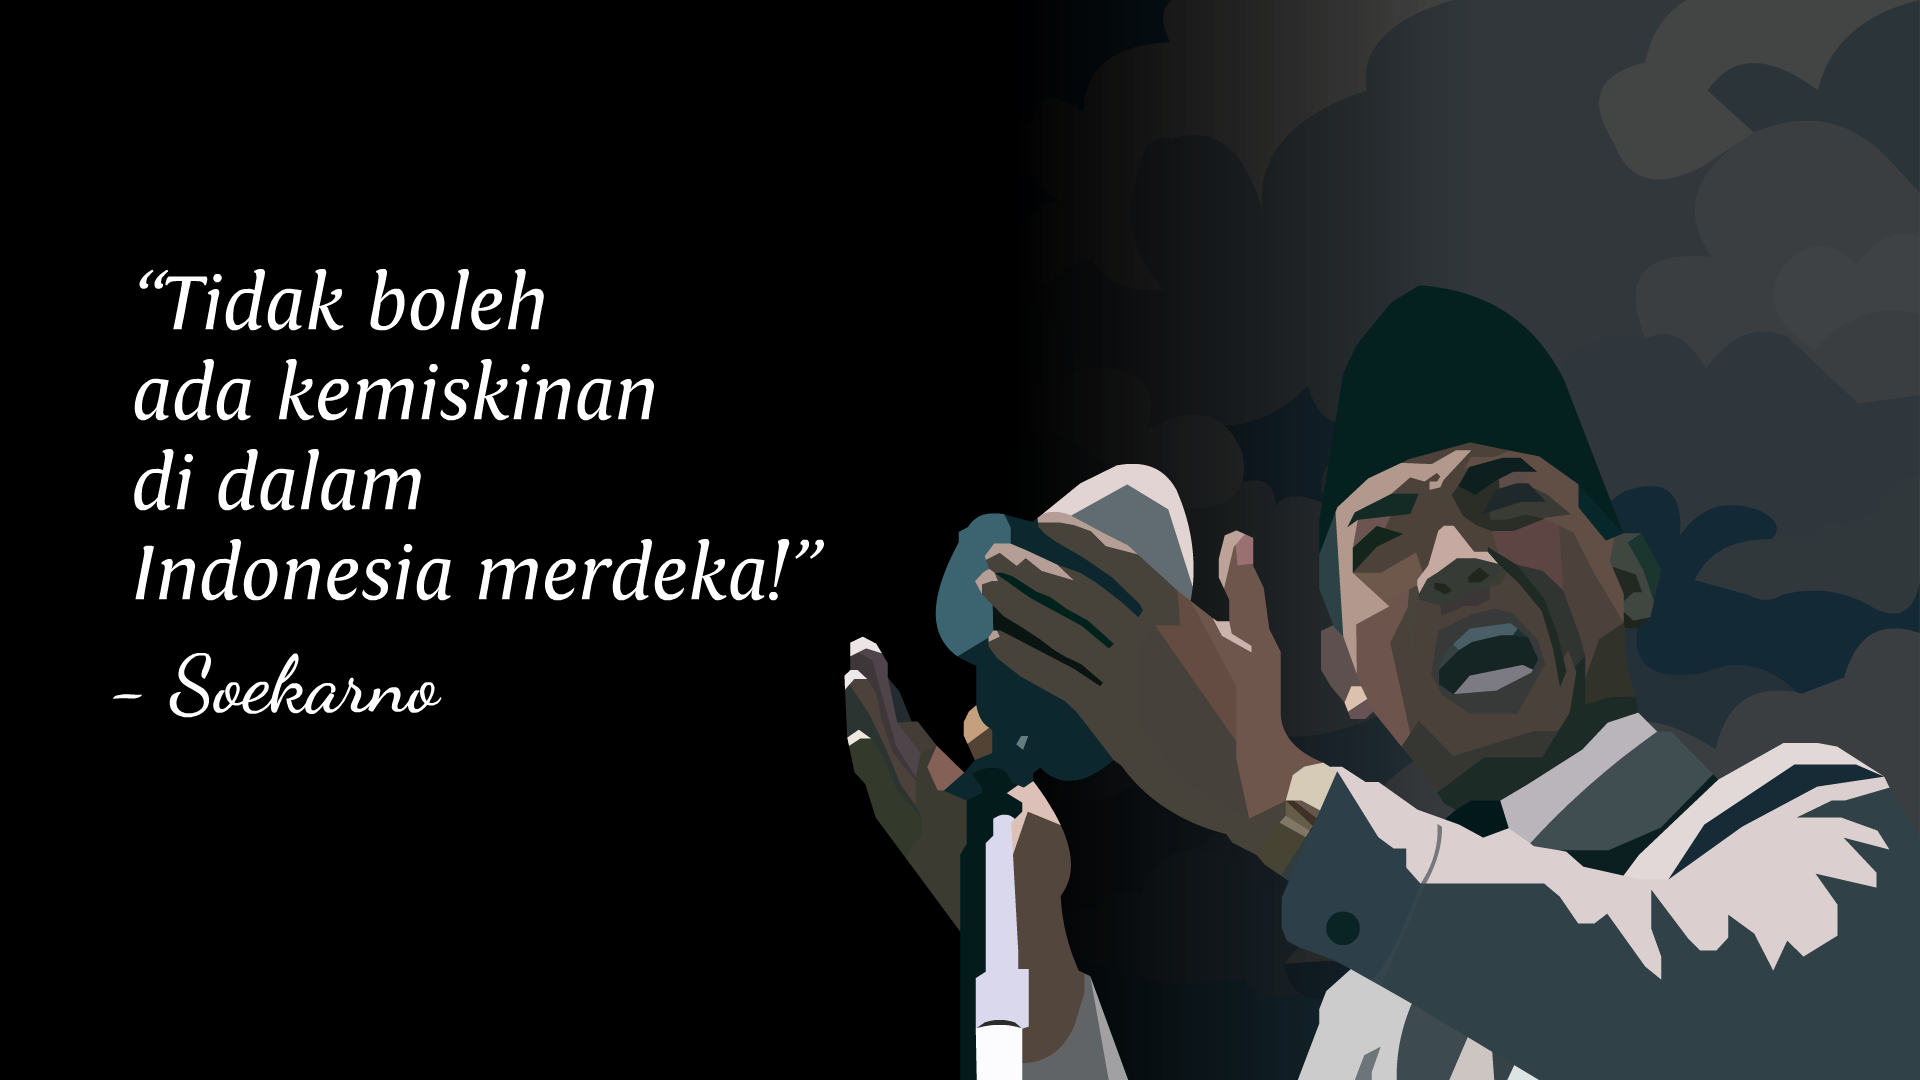 “Tidak boleh
ada kemiskinan
di dalam
Indonesia merdeka!”
– Soekarno